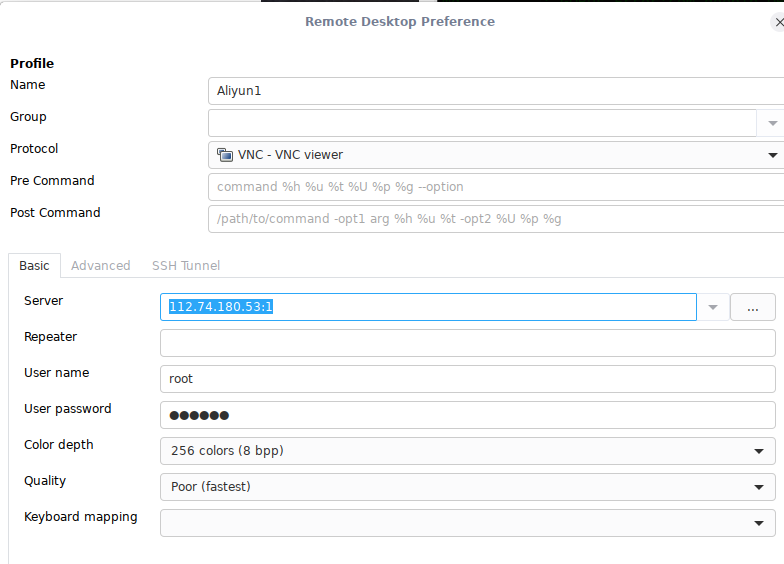 Remote Desktop Preference
Profile
Name Aliyun1
Group
Protocol VNC - VNC viewer
Pre Command command %h %u %t %U %p %g --option
Post Command /path/to/command -opt1 arg %h %u %t -opt2 %U %p %g
Basic Advanced SSH Tunnel
Server 112.74.180.53:1 ...
Repeater
User name root
User password ●●●●●●
Color depth 256 colors (8 bpp)
Quality Poor (fastest)
Keyboard mapping